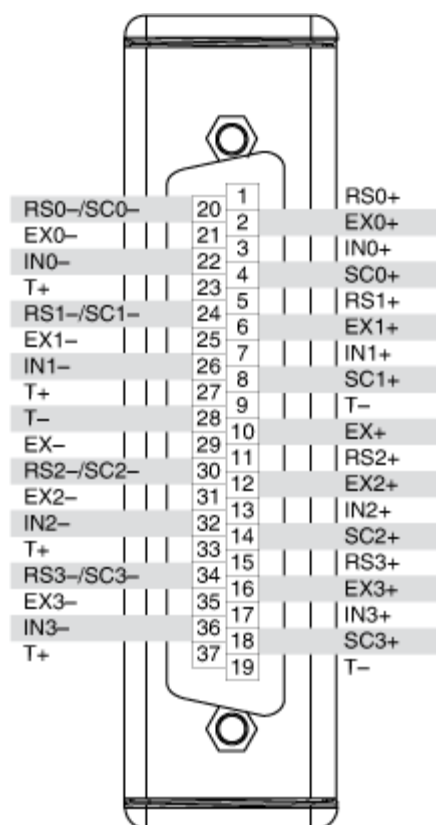 1 RS0+
RS0–/SC0– 20
2 EX0+
EX0– 21
3 IN0+
IN0– 22
4 SC0+
T+ 23
5 RS1+
RS1–/SC1– 24
6 EX1+
EX1– 25
7 IN1+
IN1– 26
8 SC1+
T+ 27
9 T–
T– 28
10 EX+
EX– 29
11 RS2+
RS2–/SC2– 30
12 EX2+
EX2– 31
13 IN2+
IN2– 32
14 SC2+
T+ 33
15 RS3+
RS3–/SC3– 34
16 EX3+
EX3– 35
17 IN3+
IN3– 36
18 SC3+
T+ 37
19 T–